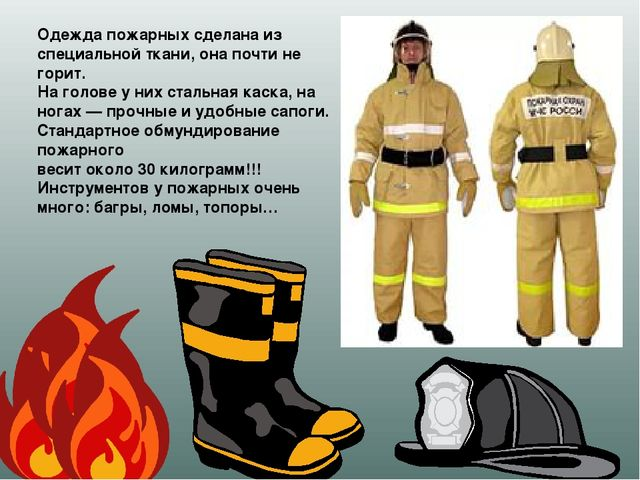 Одежда пожарных сделана из
специальной ткани, она почти не
горит.
На голове у них стальная каска, на
ногах — прочные и удобные сапоги.
Стандартное обмундирование
пожарного
весит около 30 килограмм!!!
Инструментов у пожарных очень
много: багры, ломы, топоры…
ПОЖАРНАЯ ОХРАНА
МЧС РОССИИ